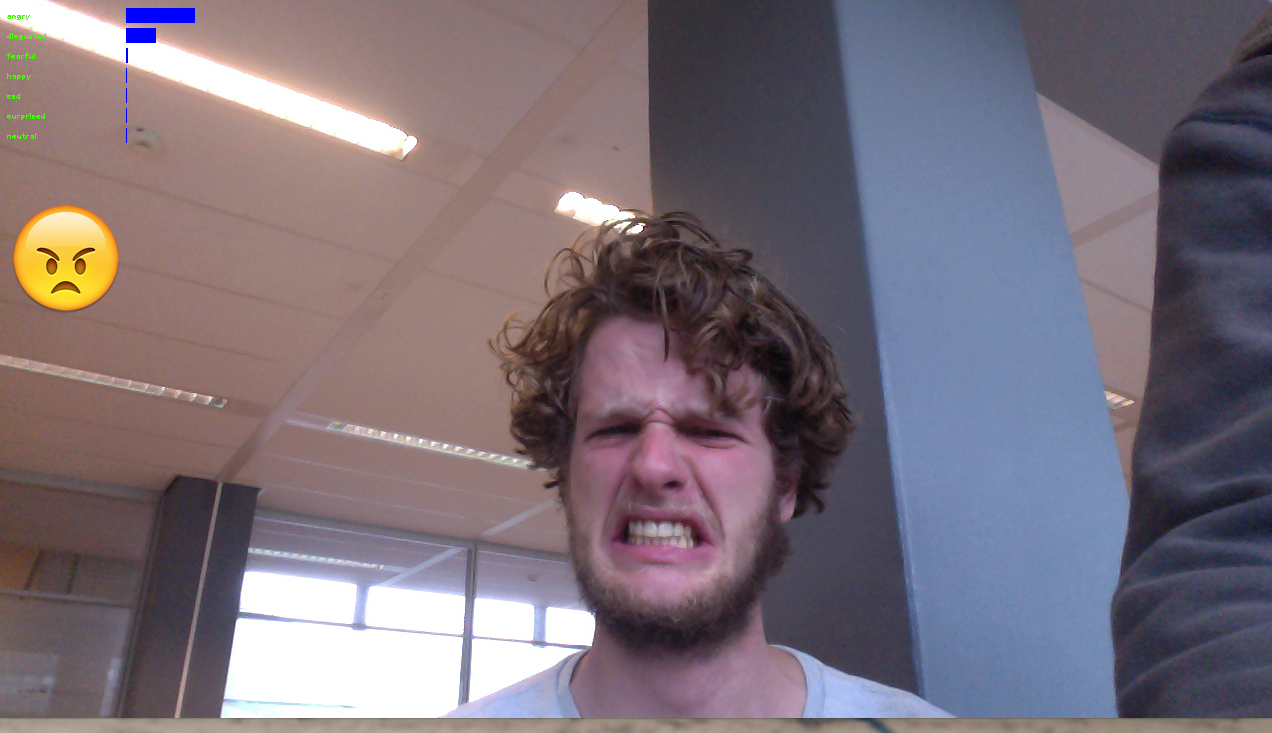 angry
disgusted
fearful
happy
sad
surprised
neutral